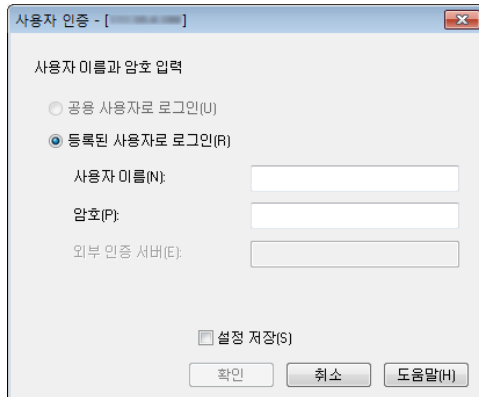 사용자 인증 - [ ]
사용자 이름과 암호 입력
공용 사용자로 로그인(U)
등록된 사용자로 로그인(R)
사용자 이름(N):
암호(P):
외부 인증 서버(E):
설정 저장(S)
확인 취소 도움말(H)